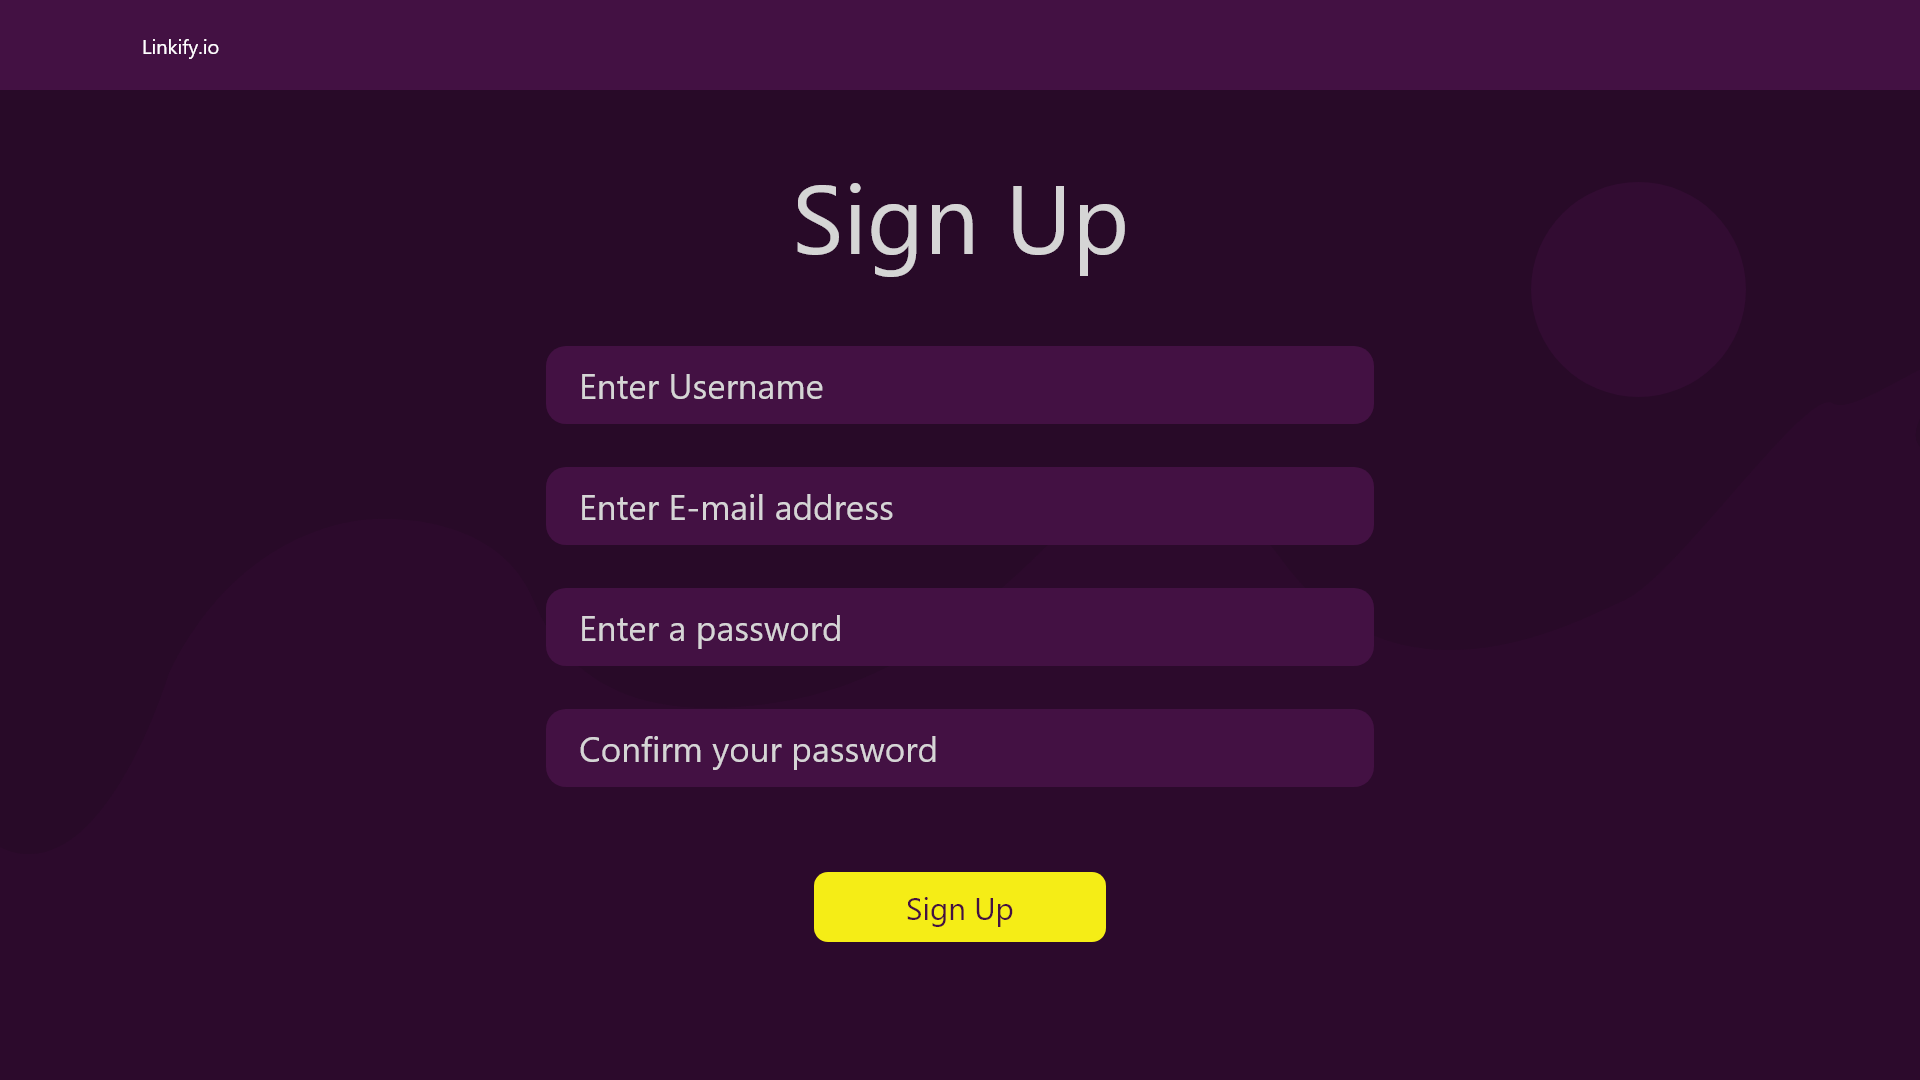 Linkify.io
Sign Up
Enter Username
Enter E-mail address
Enter a password
Confirm your password
Sign Up